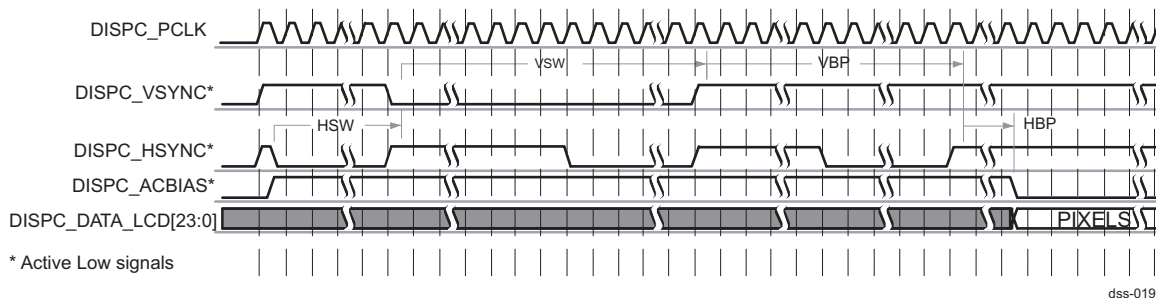 DISPC_PCLK
VSW
VBP
DISPC_VSYNC*
HSW
HBP
DISPC_HSYNC*
DISPC_ACBIAS*
DISPC_DATA_LCD[23:0]
PIXELS
* Active Low signals
dss-019